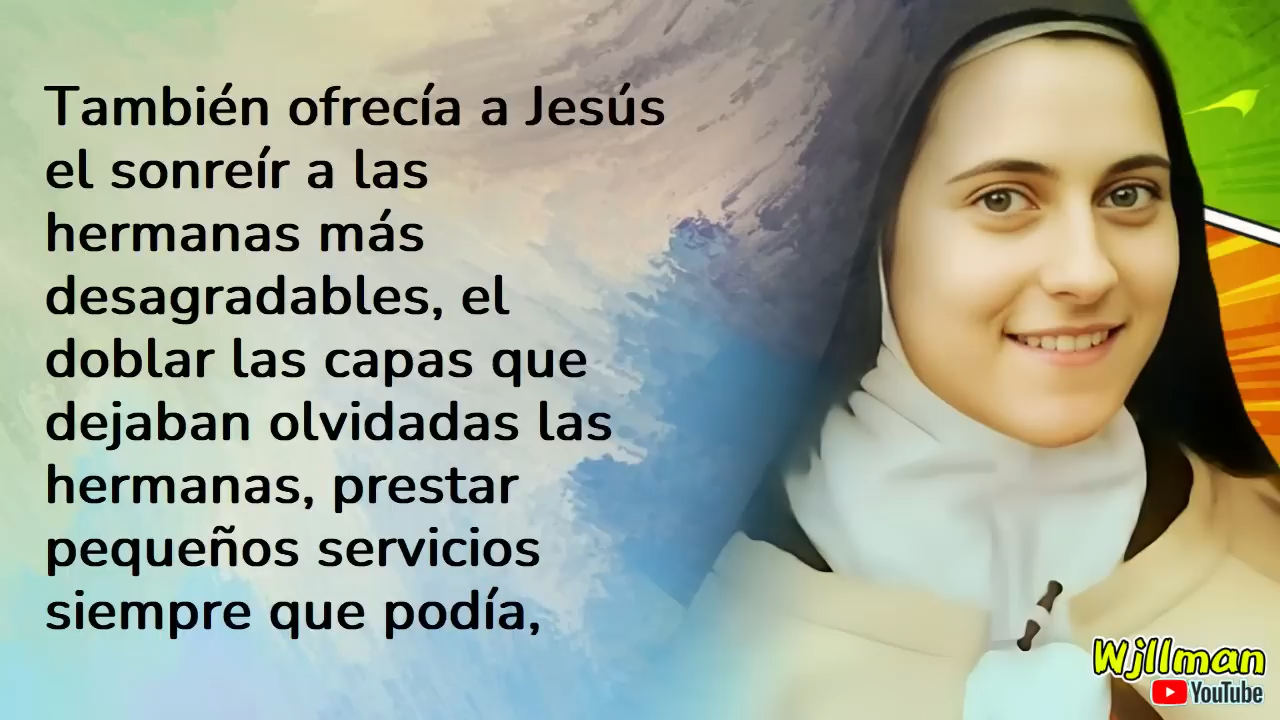 También ofrecía a Jesús
el sonreír a las
hermanas más
desagradables, el
doblar las capas que
dejaban olvidadas las
hermanas, prestar
pequeños servicios
siempre que podía,
Wjllman
YouTube